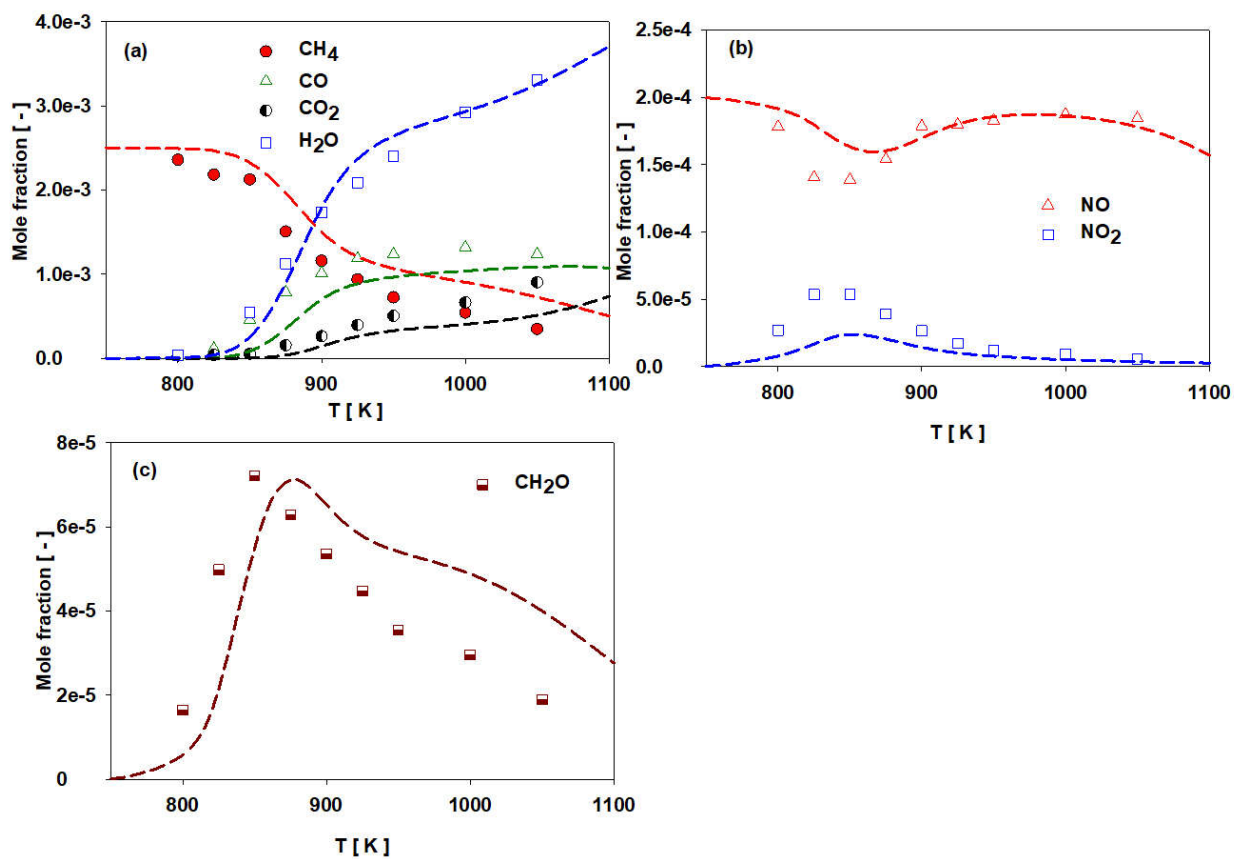 (a)
CH4
CO
CO2
H2O
4.0e-3
3.0e-3
2.0e-3
1.0e-3
0.0
Mole fraction [ - ]
800 900 1000 1100
T [ K ]
(b)
NO
NO2
2.5e-4
2.0e-4
1.5e-4
1.0e-4
5.0e-5
0.0
Mole fraction [ - ]
800 900 1000 1100
T [ K ]
(c)
CH2O
8e-5
6e-5
4e-5
2e-5
0
Mole fraction [ - ]
800 900 1000 1100
T [ K ]